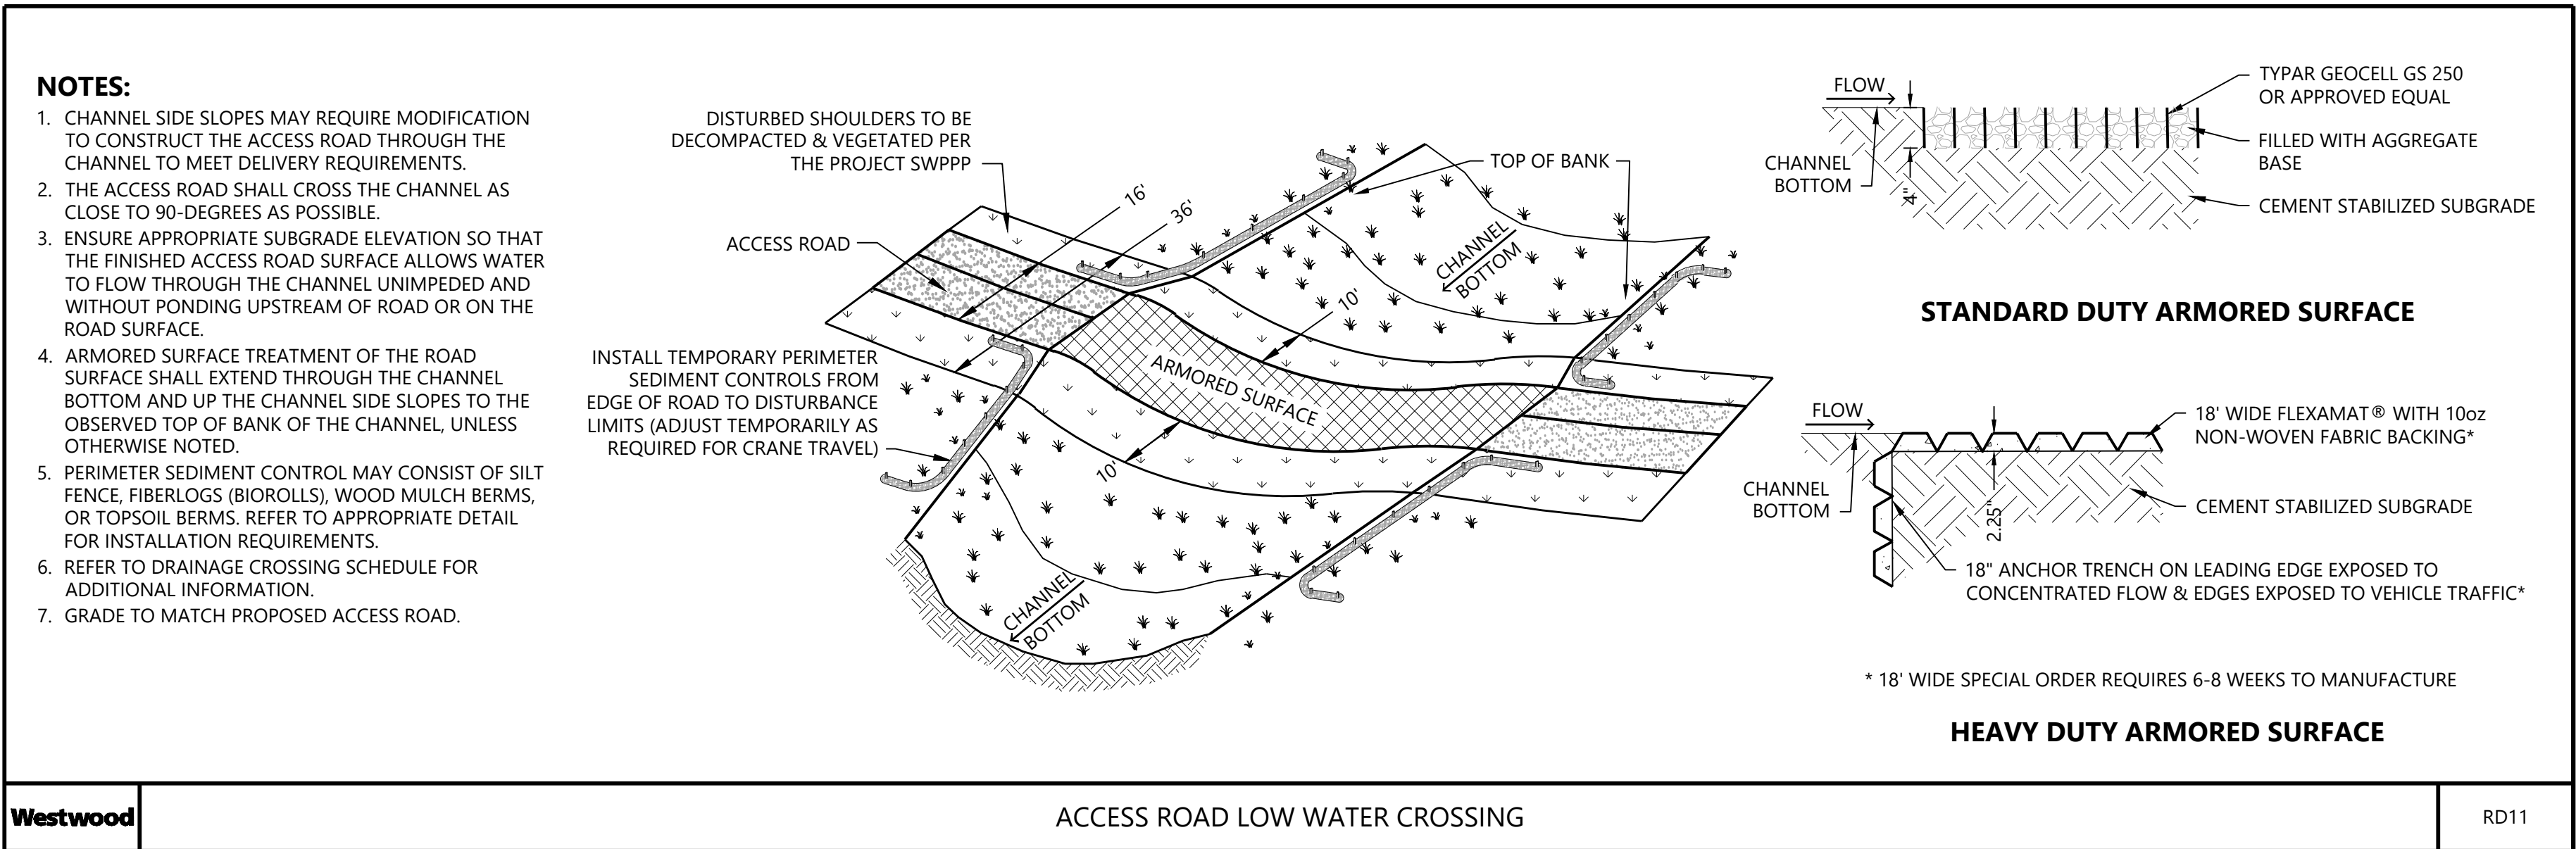 NOTES:
1. CHANNEL SIDE SLOPES MAY REQUIRE MODIFICATION
TO CONSTRUCT THE ACCESS ROAD THROUGH THE
CHANNEL TO MEET DELIVERY REQUIREMENTS.
2. THE ACCESS ROAD SHALL CROSS THE CHANNEL AS
CLOSE TO 90-DEGREES AS POSSIBLE.
3. ENSURE APPROPRIATE SUBGRADE ELEVATION SO THAT
THE FINISHED ACCESS ROAD SURFACE ALLOWS WATER
TO FLOW THROUGH THE CHANNEL UNIMPEDED AND
WITHOUT PONDING UPSTREAM OF ROAD OR ON THE
ROAD SURFACE.
4. ARMORED SURFACE TREATMENT OF THE ROAD
SURFACE SHALL EXTEND THROUGH THE CHANNEL
BOTTOM AND UP THE CHANNEL SIDE SLOPES TO THE
OBSERVED TOP OF BANK OF THE CHANNEL, UNLESS
OTHERWISE NOTED.
5. PERIMETER SEDIMENT CONTROL MAY CONSIST OF SILT
FENCE, FIBERLOGS (BIOROLLS), WOOD MULCH BERMS,
OR TOPSOIL BERMS. REFER TO APPROPRIATE DETAIL
FOR INSTALLATION REQUIREMENTS.
6. REFER TO DRAINAGE CROSSING SCHEDULE FOR
ADDITIONAL INFORMATION.
7. GRADE TO MATCH PROPOSED ACCESS ROAD.
DISTURBED SHOULDERS TO BE
DECOMPACTED & VEGETATED PER
THE PROJECT SWPPP
ACCESS ROAD
16'
36'
TOP OF BANK
CHANNEL
BOTTOM
10'
INSTALL TEMPORARY PERIMETER
SEDIMENT CONTROLS FROM
EDGE OF ROAD TO DISTURBANCE
LIMITS (ADJUST TEMPORARILY AS
REQUIRED FOR CRANE TRAVEL)
ARMORED SURFACE
10'
CHANNEL
BOTTOM
FLOW
CHANNEL
BOTTOM
4"
TYPAR GEOCELL GS 250
OR APPROVED EQUAL
FILLED WITH AGGREGATE
BASE
CEMENT STABILIZED SUBGRADE
STANDARD DUTY ARMORED SURFACE
FLOW
CHANNEL
BOTTOM
2.25"
18' WIDE FLEXAMAT® WITH 10oz
NON-WOVEN FABRIC BACKING*
CEMENT STABILIZED SUBGRADE
18" ANCHOR TRENCH ON LEADING EDGE EXPOSED TO
CONCENTRATED FLOW & EDGES EXPOSED TO VEHICLE TRAFFIC*
* 18' WIDE SPECIAL ORDER REQUIRES 6-8 WEEKS TO MANUFACTURE
HEAVY DUTY ARMORED SURFACE
Westwood
ACCESS ROAD LOW WATER CROSSING
RD11